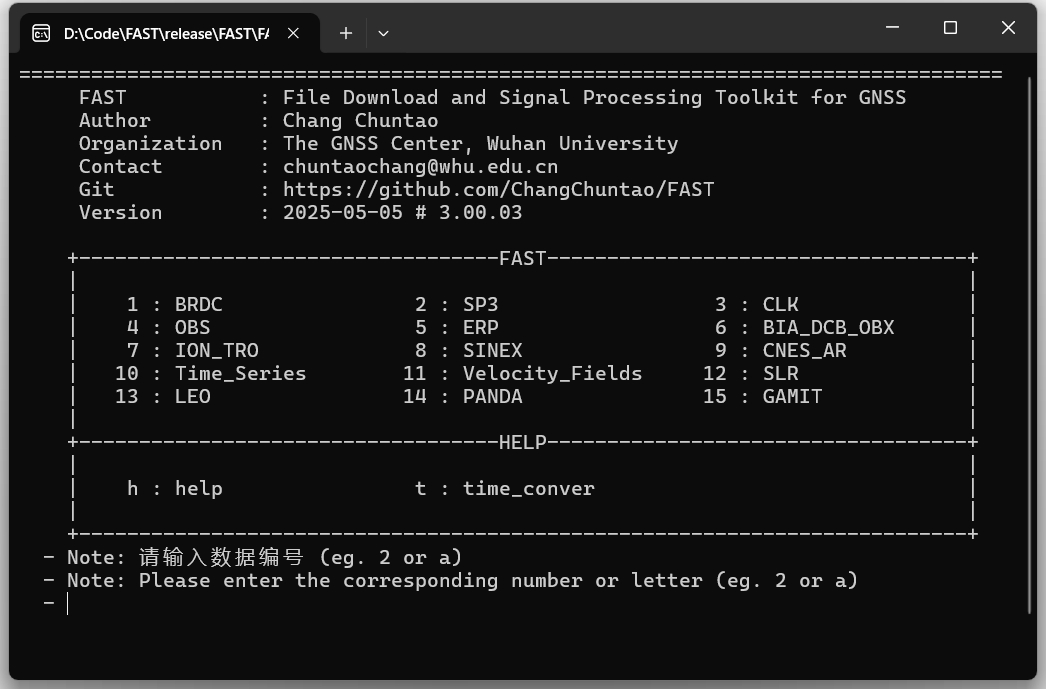 D:\Code\FAST\release\FAST\FA
==================================================================================
FAST : File Download and Signal Processing Toolkit for GNSS
Author : Chang Chuntao
Organization : The GNSS Center, Wuhan University
Contact : chuntaochang@whu.edu.cn
Git : https://github.com/ChangChuntao/FAST
Version : 2025-05-05 # 3.00.03
+-----------------------------------FAST-----------------------------------+
1 : BRDC 2 : SP3 3 : CLK
4 : OBS 5 : ERP 6 : BIA_DCB_OBX
7 : ION_TRO 8 : SINEX 9 : CNES_AR
10 : Time_Series 11 : Velocity_Fields 12 : SLR
13 : LEO 14 : PANDA 15 : GAMIT
+-----------------------------------HELP-----------------------------------+
h : help t : time_conver
+--------------------------------------------------------------------------+
- Note: 请输入数据编号 (eg. 2 or a)
- Note: Please enter the corresponding number or letter (eg. 2 or a)
-